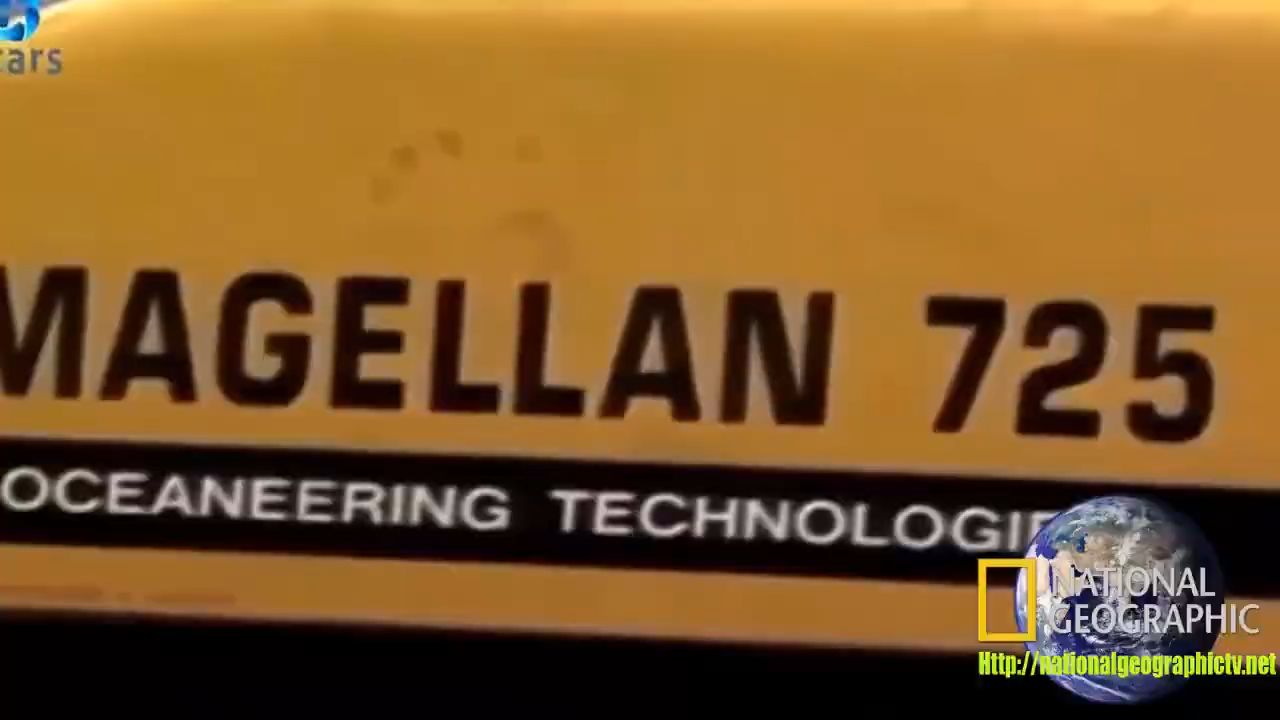 cars
MAGELLAN 725
OCEANEERING TECHNOLOGIE
NATIONAL
GEOGRAPHIC
Http://nationalgeographictv.net